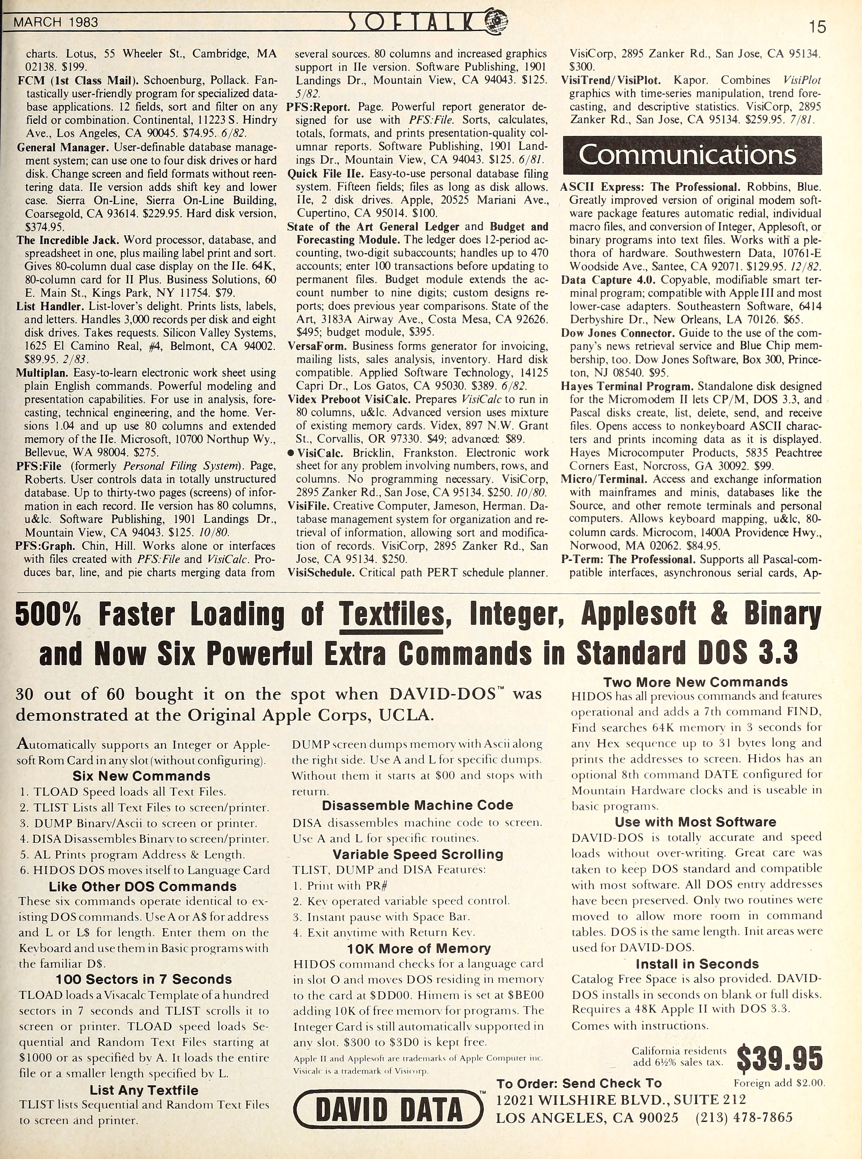 MARCH 1983
SOFTALK
15
charts. Lotus, 55 Wheeler St., Cambridge, MA
02138. $199.
FCM (1st Class Mail). Schoenburg, Pollack. Fan-
tastically user-friendly program for specialized data-
base applications. 12 fields, sort and filter on any
field or combination. Continental, 11223 S. Hindry
Ave., Los Angeles, CA 90045. $74.95. 6/82.
General Manager. User-definable database manage-
ment system; can use one to four disk drives or hard
disk. Change screen and field formats without reen-
tering data. IIe version adds shift key and lower
case. Sierra On-Line, Sierra On-Line Building,
Coarsegold, CA 93614. $229.95. Hard disk version,
$374.95.
The Incredible Jack. Word processor, database, and
spreadsheet in one, plus mailing label print and sort.
Gives 80-column dual case display on the IIe. 64K,
80-column card for II Plus. Business Solutions, 60
E. Main St., Kings Park, NY 11754. $79.
List Handler. List-lover's delight. Prints lists, labels,
and letters. Handles 3,000 records per disk and eight
disk drives. Takes requests. Silicon Valley Systems,
1625 El Camino Real, #4, Belmont, CA 94002.
$89.95. 2/83.
Multiplan. Easy-to-learn electronic work sheet using
plain English commands. Powerful modeling and
presentation capabilities. For use in analysis, fore-
casting, technical engineering, and the home. Ver-
sions 1.04 and up use 80 columns and extended
memory of the IIe. Microsoft, 10700 Northup Wy.,
Bellevue, WA 98004. $275.
PFS:File (formerly Personal Filing System). Page,
Roberts. User controls data in totally unstructured
database. Up to thirty-two pages (screens) of infor-
mation in each record. IIe version has 80 columns,
u&lc. Software Publishing, 1901 Landings Dr.,
Mountain View, CA 94043. $125. 10/80.
PFS:Graph. Chin, Hill. Works alone or interfaces
with files created with PFS:File and VisiCalc. Pro-
duces bar, line, and pie charts merging data from
several sources. 80 columns and increased graphics
support in IIe version. Software Publishing, 1901
Landings Dr., Mountain View, CA 94043. $125.
5/82.
PFS:Report. Page. Powerful report generator de-
signed for use with PFS:File. Sorts, calculates,
totals, formats, and prints presentation-quality col-
umnar reports. Software Publishing, 1901 Land-
ings Dr., Mountain View, CA 94043. $125. 6/81.
Quick File IIe. Easy-to-use personal database filing
system. Fifteen fields; files as long as disk allows.
IIe, 2 disk drives. Apple, 20525 Mariani Ave.,
Cupertino, CA 95014. $100.
State of the Art General Ledger and Budget and
Forecasting Module. The ledger does 12-period ac-
counting, two-digit subaccounts; handles up to 470
accounts; enter 100 transactions before updating to
permanent files. Budget module extends the ac-
count number to nine digits; custom designs re-
ports; does previous year comparisons. State of the
Art, 3183A Airway Ave., Costa Mesa, CA 92626.
$495; budget module, $395.
VersaForm. Business forms generator for invoicing,
mailing lists, sales analysis, inventory. Hard disk
compatible. Applied Software Technology, 14125
Capri Dr., Los Gatos, CA 95030. $389. 6/82.
Videx Preboot VisiCalc. Prepares VisiCalc to run in
80 columns, u&lc. Advanced version uses mixture
of existing memory cards. Videx, 897 N.W. Grant
St., Corvallis, OR 97330. $49; advanced: $89.
• VisiCalc. Bricklin, Frankston. Electronic work
sheet for any problem involving numbers, rows, and
columns. No programming necessary. VisiCorp,
2895 Zanker Rd., San Jose, CA 95134. $250. 10/80.
VisiFile. Creative Computer, Jameson, Herman. Da-
tabase management system for organization and re-
trieval of information, allowing sort and modifica-
tion of records. VisiCorp, 2895 Zanker Rd., San
Jose, CA 95134. $250.
VisiSchedule. Critical path PERT schedule planner.
VisiCorp, 2895 Zanker Rd., San Jose, CA 95134.
$300.
VisiTrend/VisiPlot. Kapor. Combines VisiPlot
graphics with time-series manipulation, trend fore-
casting, and descriptive statistics. VisiCorp, 2895
Zanker Rd., San Jose, CA 95134. $259.95. 7/81.
Communications
ASCII Express: The Professional. Robbins, Blue.
Greatly improved version of original modem soft-
ware package features automatic redial, individual
macro files, and conversion of Integer, Applesoft, or
binary programs into text files. Works with a ple-
thora of hardware. Southwestern Data, 10761-E
Woodside Ave., Santee, CA 92071. $129.95. 12/82.
Data Capture 4.0. Copyable, modifiable smart ter-
minal program; compatible with Apple III and most
lower-case adapters. Southeastern Software, 6414
Derbyshire Dr., New Orleans, LA 70126. $65.
Dow Jones Connector. Guide to the use of the com-
pany's news retrieval service and Blue Chip mem-
bership, too. Dow Jones Software, Box 300, Prince-
ton, NJ 08540. $95.
Hayes Terminal Program. Standalone disk designed
for the Micromodem II lets CP/M, DOS 3.3, and
Pascal disks create, list, delete, send, and receive
files. Opens access to nonkeyboard ASCII charac-
ters and prints incoming data as it is displayed.
Hayes Microcomputer Products, 5835 Peachtree
Corners East, Norcross, GA 30092. $99.
Micro/Terminal. Access and exchange information
with mainframes and minis, databases like the
Source, and other remote terminals and personal
computers. Allows keyboard mapping, u&lc, 80-
column cards. Microcom, 1400A Providence Hwy.,
Norwood, MA 02062. $84.95.
P-Term: The Professional. Supports all Pascal-com-
patible interfaces, asynchronous serial cards, Ap-
500% Faster Loading of Textfiles, Integer, Applesoft & Binary
and Now Six Powerful Extra Commands in Standard DOS 3.3
30 out of 60 bought it on the spot when DAVID-DOS™ was
demonstrated at the Original Apple Corps, UCLA.
Automatically supports an Integer or Apple-
soft Rom Card in any slot (without configuring).
Six New Commands
1. TLOAD Speed loads all Text Files.
2. TLIST Lists all Text Files to screen/printer.
3. DUMP Binary/Ascii to screen or printer.
4. DISA Disassembles Binary to screen/printer.
5. AL Prints program Address & Length.
6. HIDOS DOS moves itself to Language Card
Like Other DOS Commands
These six commands operate identical to ex-
isting DOS commands. Use A or A$ for address
and L or L$ for length. Enter them on the
Keyboard and use them in Basic programs with
the familiar D$.
100 Sectors in 7 Seconds
TLOAD loads a Visacalc Template of a hundred
sectors in 7 seconds and TLIST scrolls it to
screen or printer. TLOAD speed loads Se-
quential and Random Text Files starting at
$1000 or as specified by A. It loads the entire
file or a smaller length specified by L.
List Any Textfile
TLIST lists Sequential and Random Text Files
to screen and printer.
DUMP screen dumps memory with Ascii along
the right side. Use A and L for specific dumps.
Without them it starts at $00 and stops with
return.
Disassemble Machine Code
DISA disassembles machine code to screen.
Use A and L for specific routines.
Variable Speed Scrolling
TLIST, DUMP and DISA Features:
1. Print with PR#
2. Key operated variable speed control.
3. Instant pause with Space Bar.
4. Exit anytime with Return Key.
10K More of Memory
HIDOS command checks for a language card
in slot O and moves DOS residing in memory
to the card at $DD00. Himem is set at $BE00
adding 10K of free memory for programs. The
Integer Card is still automatically supported in
any slot. $300 to $3D0 is kept free.
Apple II and Applesoft are trademarks of Apple Computer inc.
Visicalc is a trademark of Visicorp.
DAVID DATA™
Two More New Commands
HIDOS has all previous commands and features
operational and adds a 7th command FIND,
Find searches 64K memory in 3 seconds for
any Hex sequence up to 31 bytes long and
prints the addresses to screen. Hidos has an
optional 8th command DATE configured for
Mountain Hardware clocks and is useable in
basic programs.
Use with Most Software
DAVID-DOS is totally accurate and speed
loads without over-writing. Great care was
taken to keep DOS standard and compatible
with most software. All DOS entry addresses
have been preserved. Only two routines were
moved to allow more room in command
tables. DOS is the same length. Init areas were
used for DAVID-DOS.
Install in Seconds
Catalog Free Space is also provided. DAVID-
DOS installs in seconds on blank or full disks.
Requires a 48K Apple II with DOS 3.3.
Comes with instructions.
California residents
add 6½% sales tax.
$39.95
Foreign add $2.00.
To Order: Send Check To
12021 WILSHIRE BLVD., SUITE 212
LOS ANGELES, CA 90025 (213) 478-7865